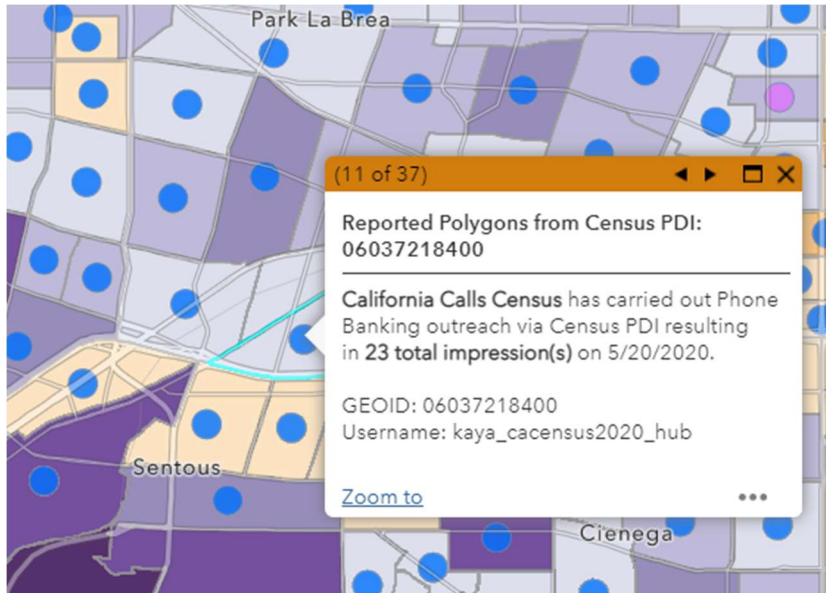 Park La Brea
(11 of 37)
Reported Polygons from Census PDI:
06037218400
California Calls Census has carried out Phone
Banking outreach via Census PDI resulting
in 23 total impression(s) on 5/20/2020.
GEOID: 06037218400
Username: kaya_cacensus2020_hub
Sentous
Zoom to
Cienega